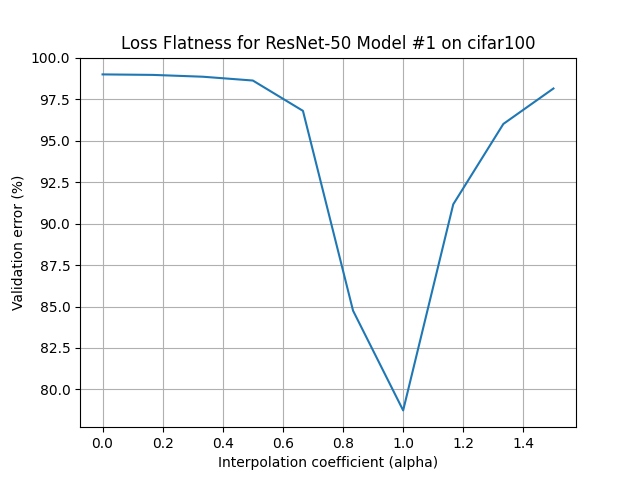 Loss Flatness for ResNet-50 Model #1 on cifar100
100.0
97.5
95.0
92.5
90.0
87.5
85.0
82.5
80.0
Validation error (%)
0.0 0.2 0.4 0.6 0.8 1.0 1.2 1.4
Interpolation coefficient (alpha)